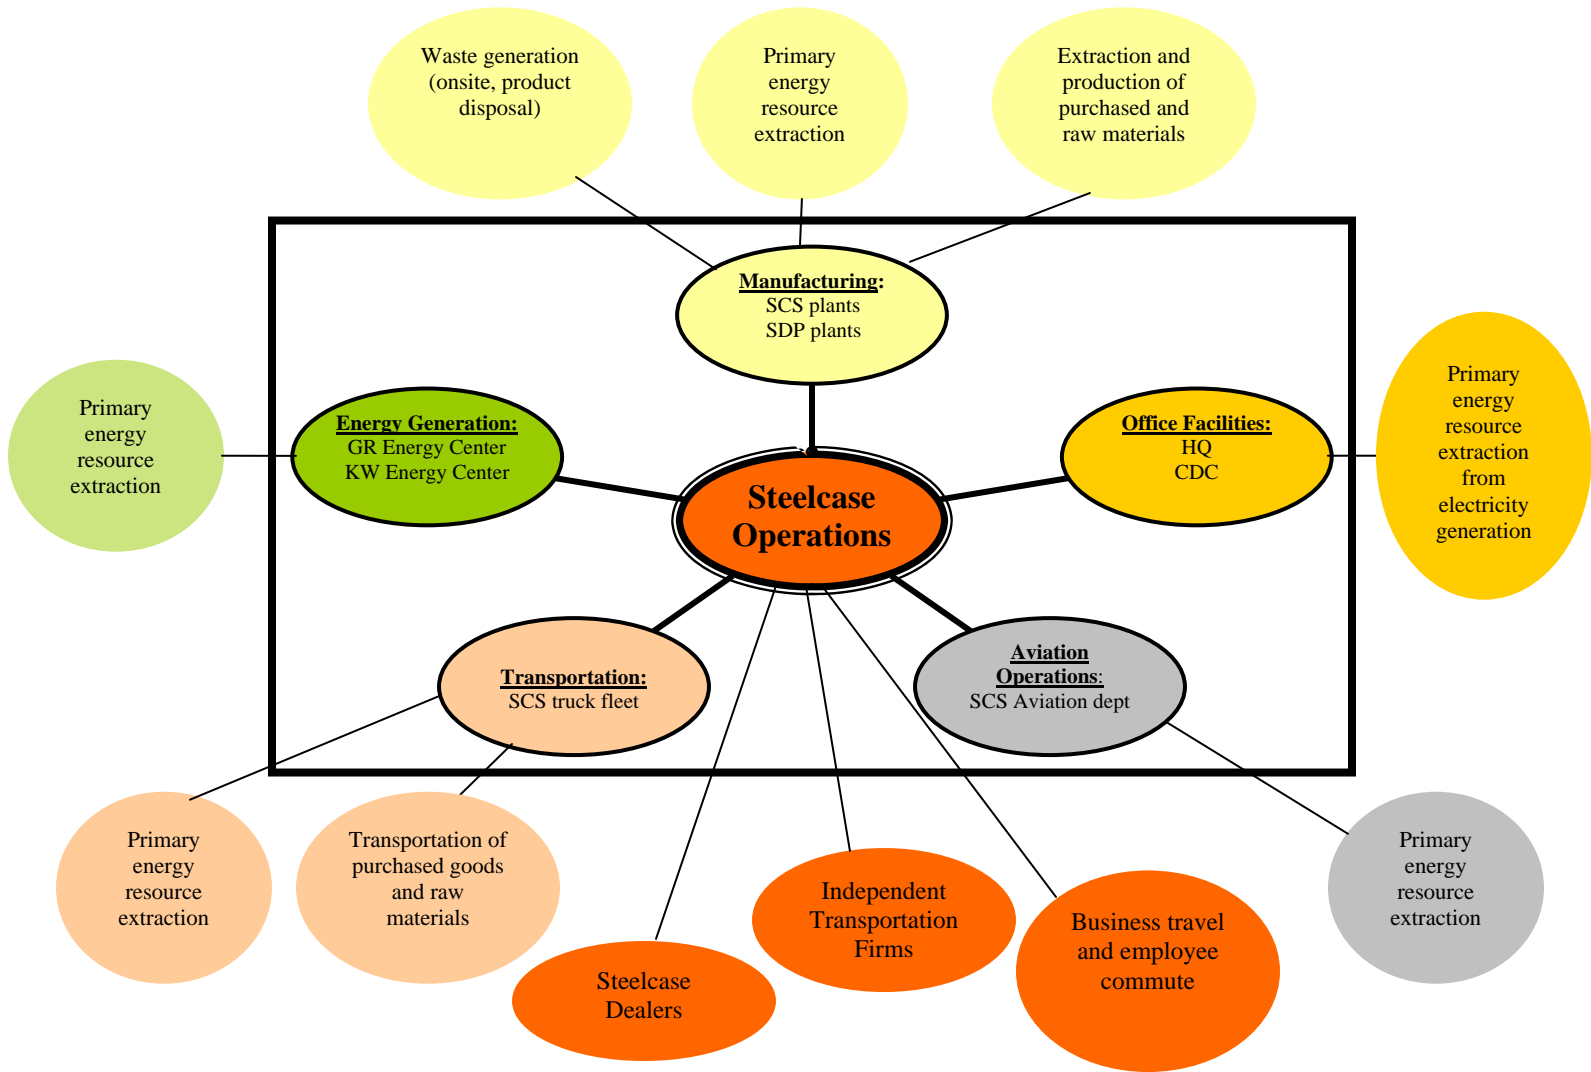 Waste generation
(onsite, product
disposal)
Primary
energy
resource
extraction
Extraction and
production of
purchased and
raw materials
Manufacturing:
SCS plants
SDP plants
Primary
energy
resource
extraction
Energy Generation:
GR Energy Center
KW Energy Center
Office Facilities:
HQ
CDC
Primary
energy
resource
extraction
from
electricity
generation
Steelcase
Operations
Transportation:
SCS truck fleet
Aviation
Operations:
SCS Aviation dept
Primary
energy
resource
extraction
Transportation of
purchased goods
and raw
materials
Steelcase
Dealers
Independent
Transportation
Firms
Business travel
and employee
commute
Primary
energy
resource
extraction